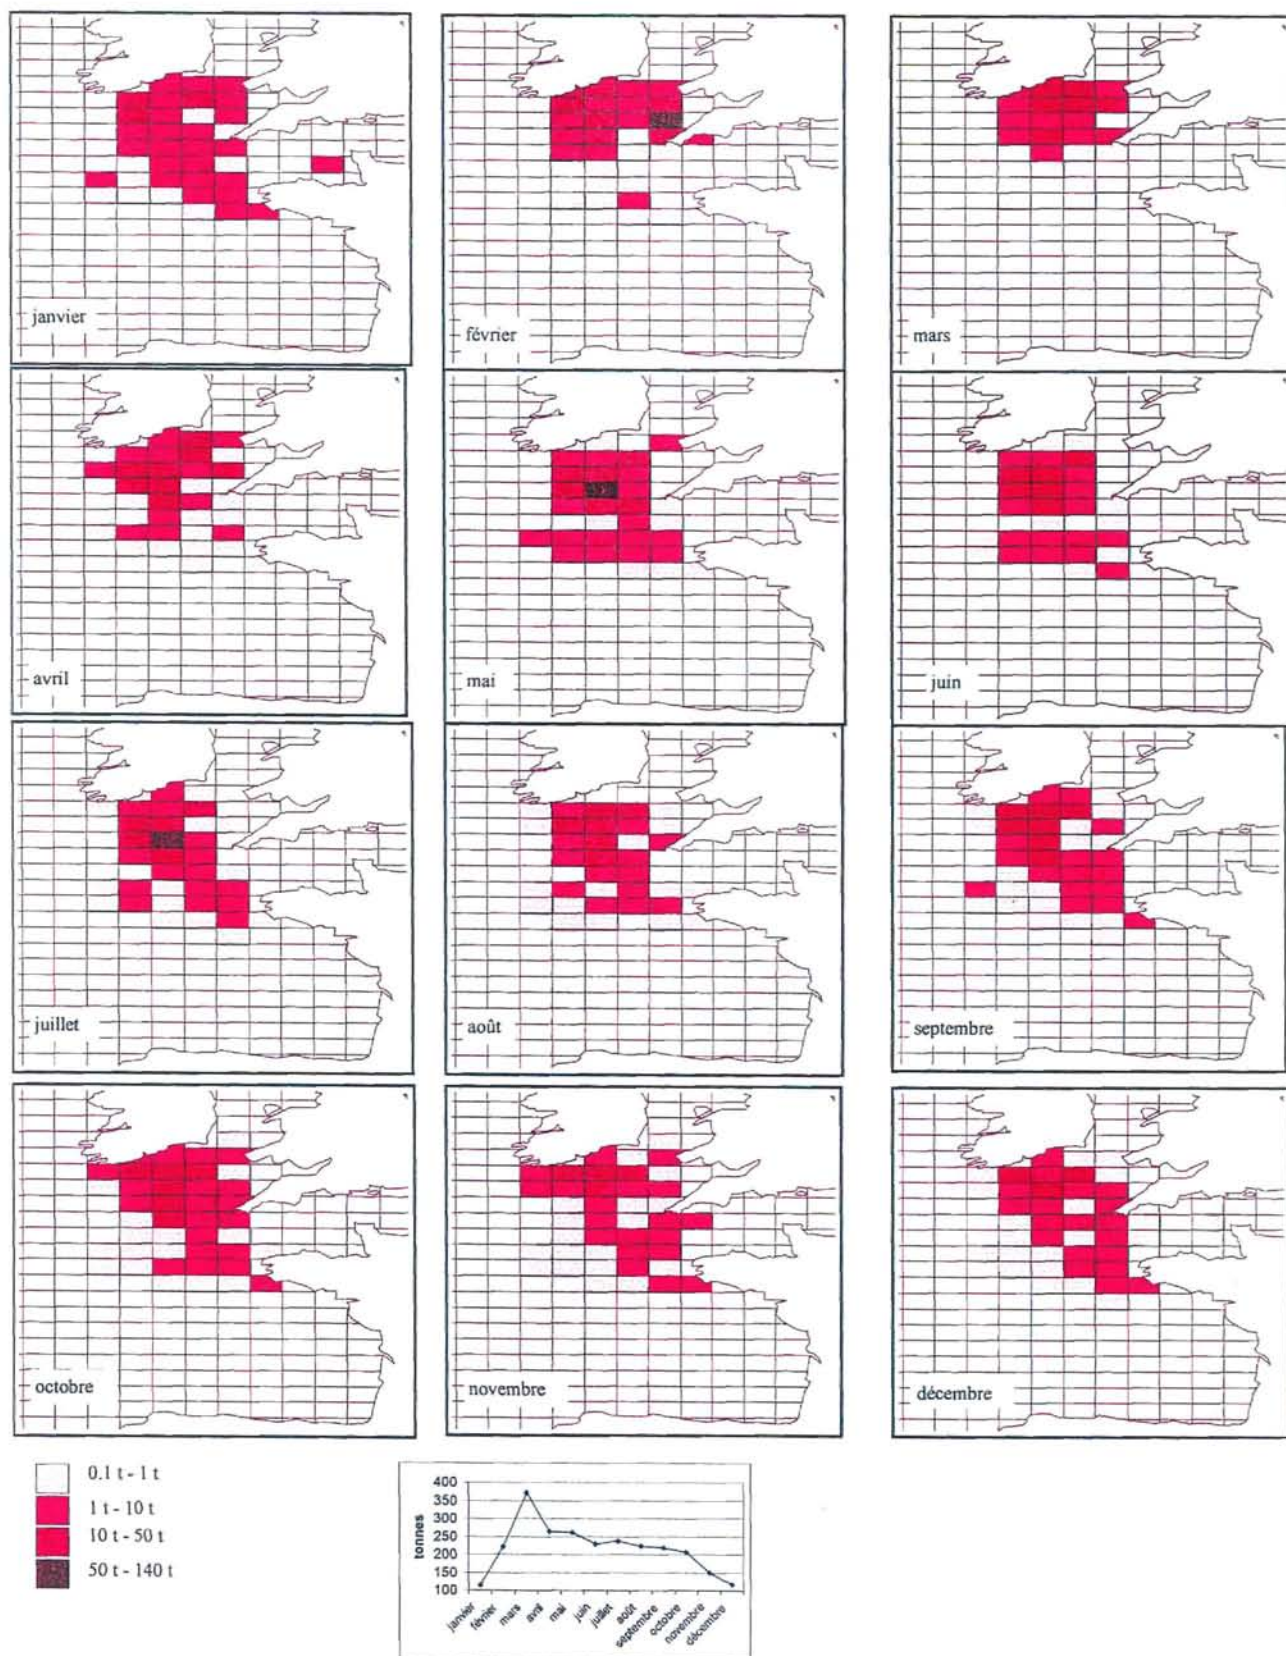 janvier
février
mars
avril
mai
juin
juillet
août
septembre
octobre
novembre
décembre
0.1 t - 1 t
1 t - 10 t
10 t - 50 t
50 t - 140 t
400
350
300
250
200
150
100
tonnes
janvier
février
mars
avril
mai
juin
juillet
août
septembre
octobre
novembre
décembre